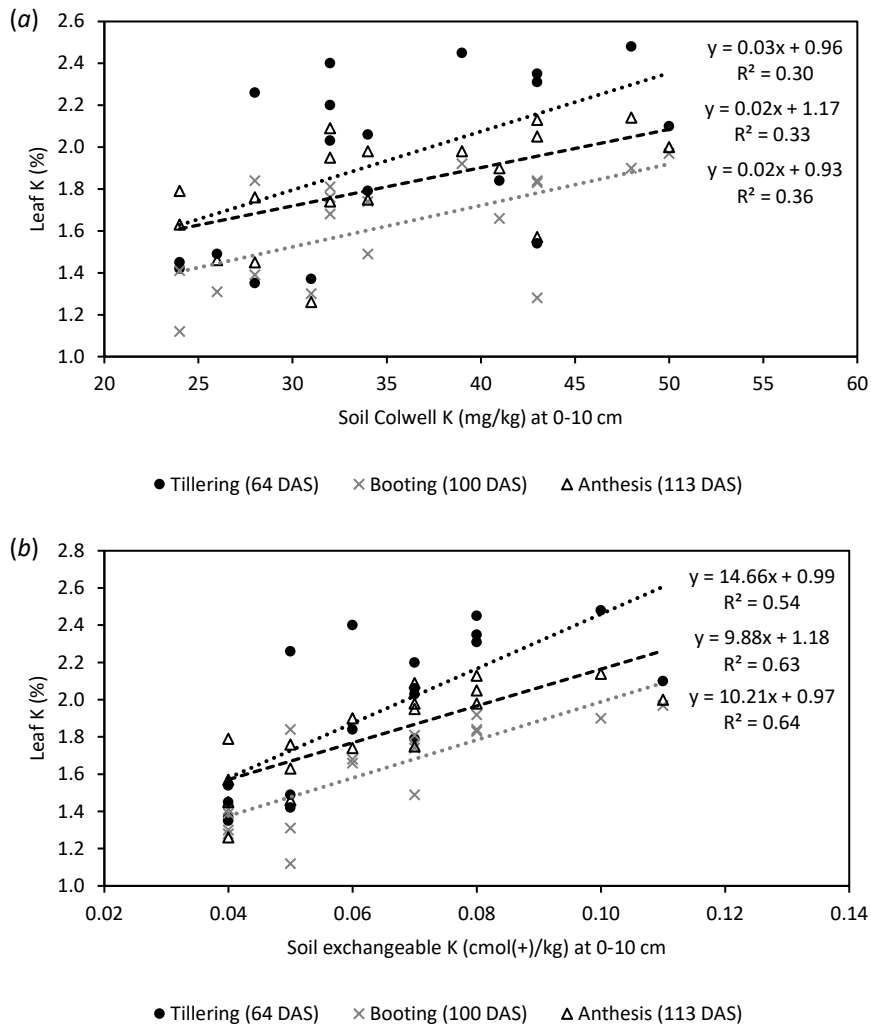 (a)
2.6
2.4
2.2
2.0
1.8
1.6
1.4
1.2
1.0
Leaf K (%)
y = 0.03x + 0.96
R² = 0.30
y = 0.02x + 1.17
R² = 0.33
y = 0.02x + 0.93
R² = 0.36
20 25 30 35 40 45 50 55 60
Soil Colwell K (mg/kg) at 0-10 cm
Tillering (64 DAS) Booting (100 DAS) Anthesis (113 DAS)
(b)
2.8
2.6
2.4
2.2
2.0
1.8
1.6
1.4
1.2
1.0
Leaf K (%)
y = 14.66x + 0.99
R² = 0.54
y = 9.88x + 1.18
R² = 0.63
y = 10.21x + 0.97
R² = 0.64
0.02 0.04 0.06 0.08 0.10 0.12 0.14
Soil exchangeable K (cmol(+)/kg) at 0-10 cm
Tillering (64 DAS) Booting (100 DAS) Anthesis (113 DAS)